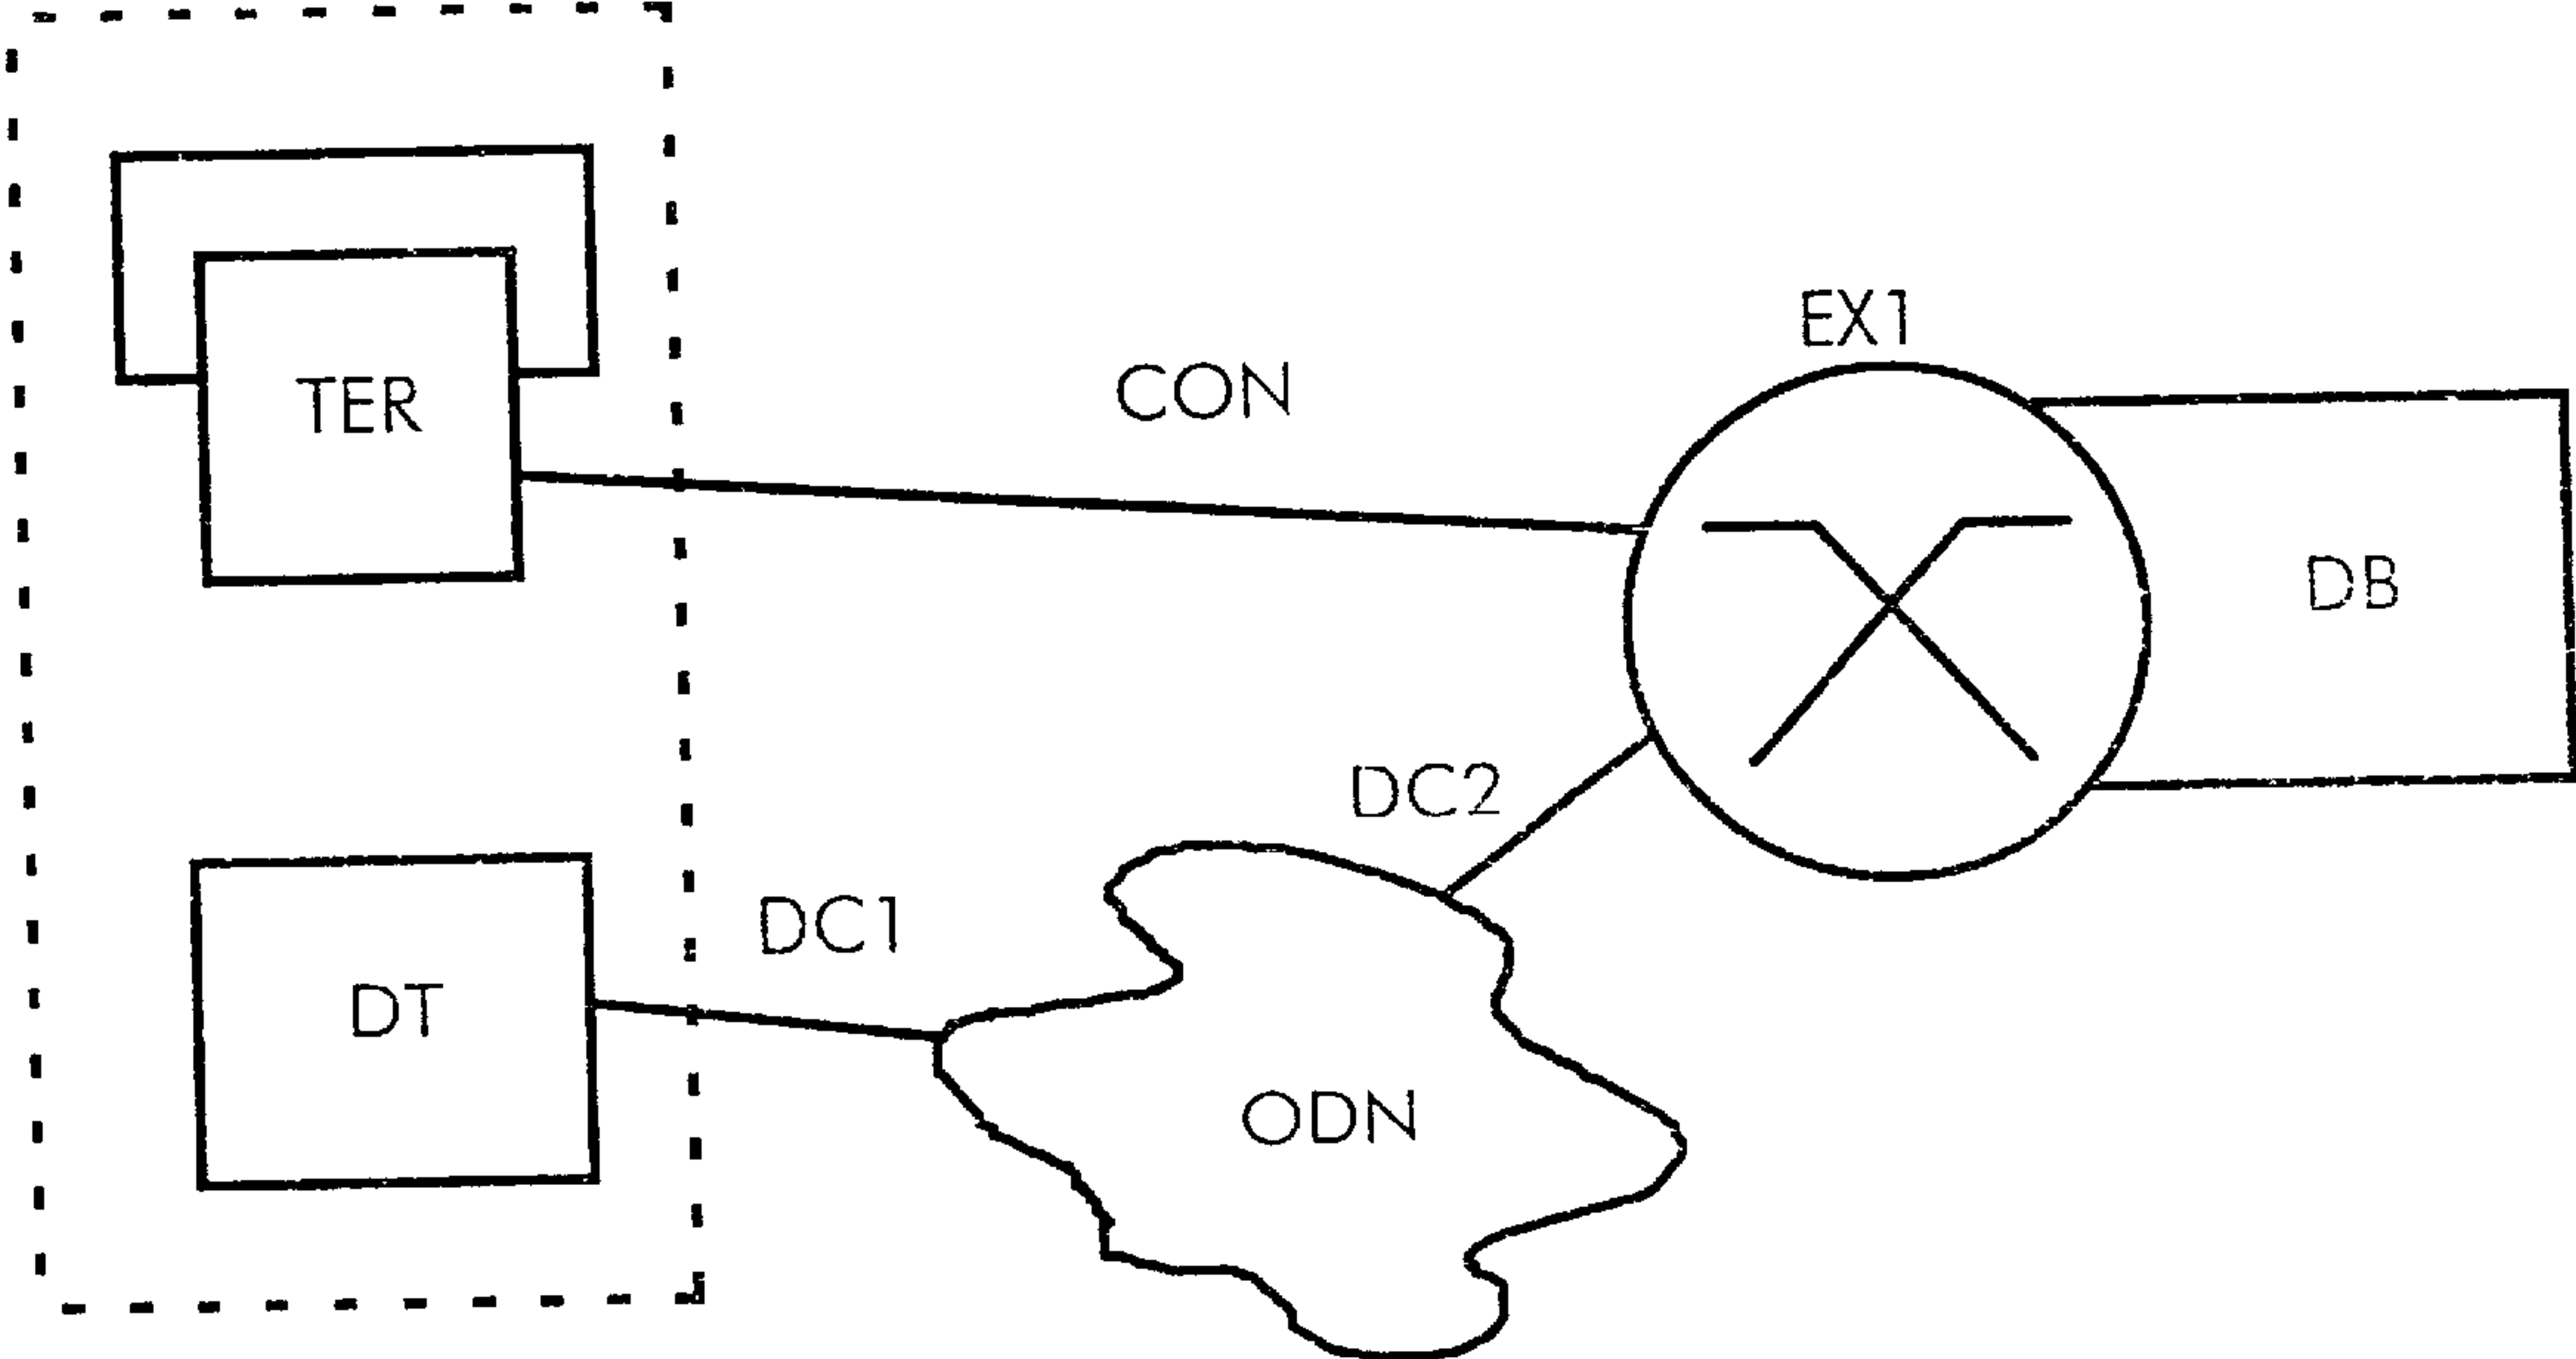 EX1
TER
CON
DB
DC2
DC1
DT
ODN